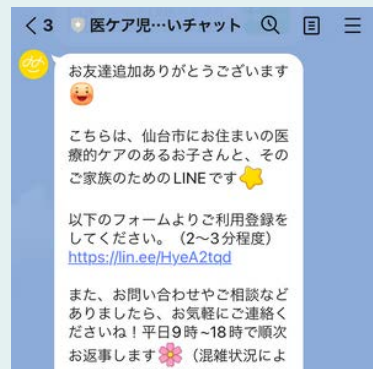 3 医ケア児…いチャット
お友達追加ありがとうございます
こちらは、仙台市にお住まいの医
療的ケアのあるお子さんと、その
ご家族のためのLINEです
以下のフォームよりご利用登録を
してください。（2〜3分程度）
https://lin.ee/HyeA2tqd
また、お問い合わせやご相談など
ありましたら、お気軽にご連絡く
ださいね！平日9時~18時で順次
お返事します（混雑状況によ